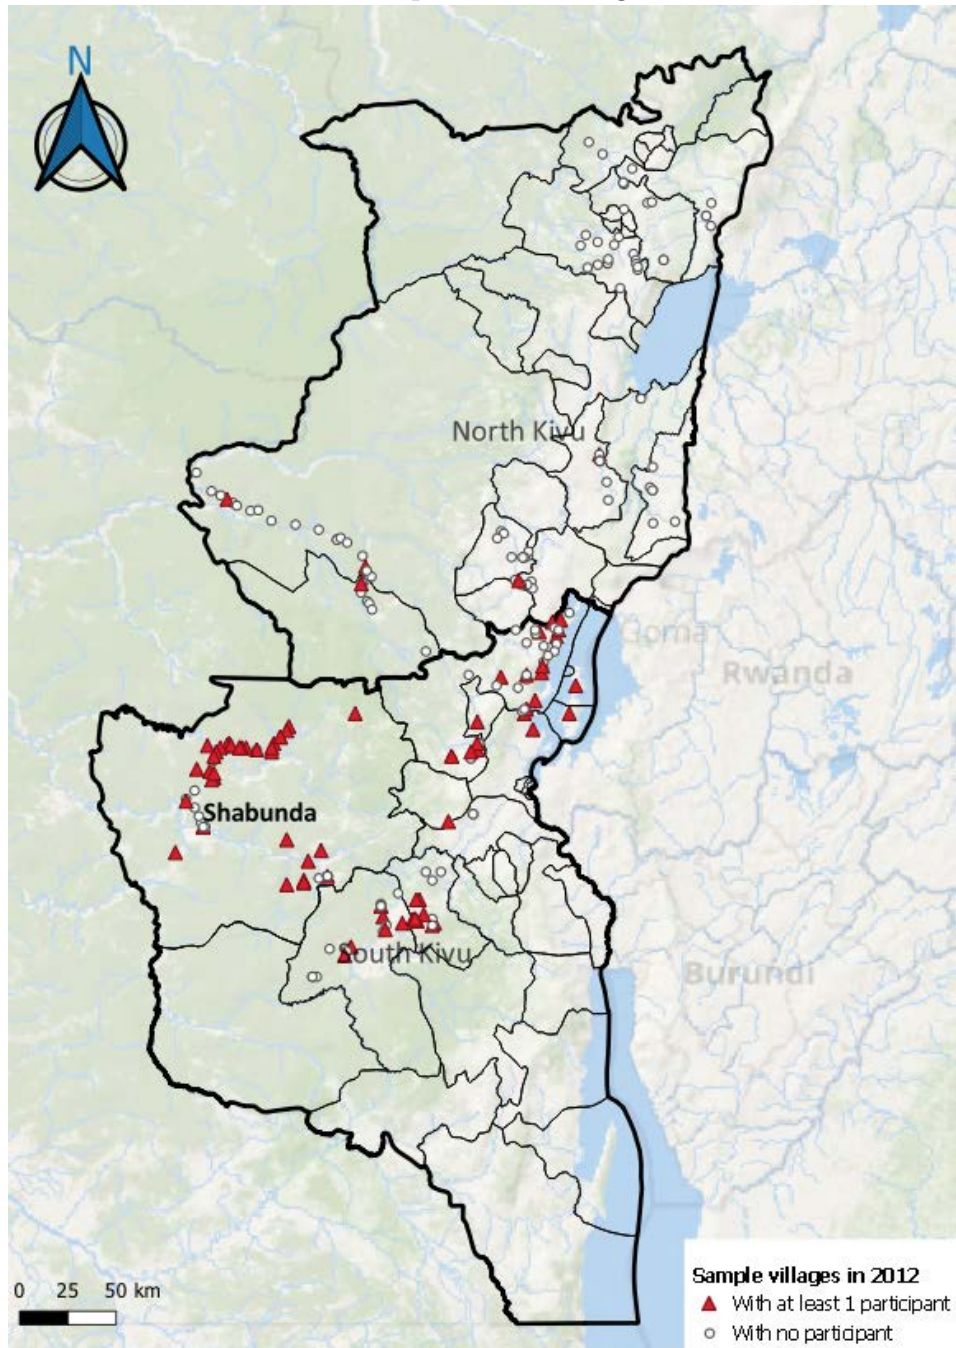 N
North Kivu
Goma
Rwanda
Shabunda
South Kivu
Burundi
0 25 50 km
Sample villages in 2012
With at least 1 participant
With no participant